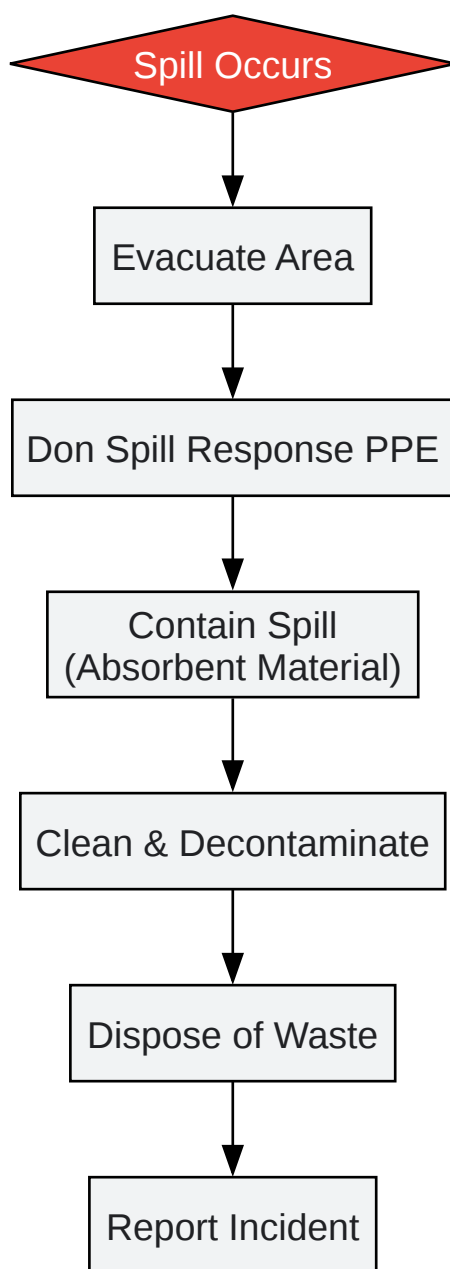 Spill Occurs
Evacuate Area
Don Spill Response PPE
Contain Spill
(Absorbent Material)
Clean & Decontaminate
Dispose of Waste
Report Incident